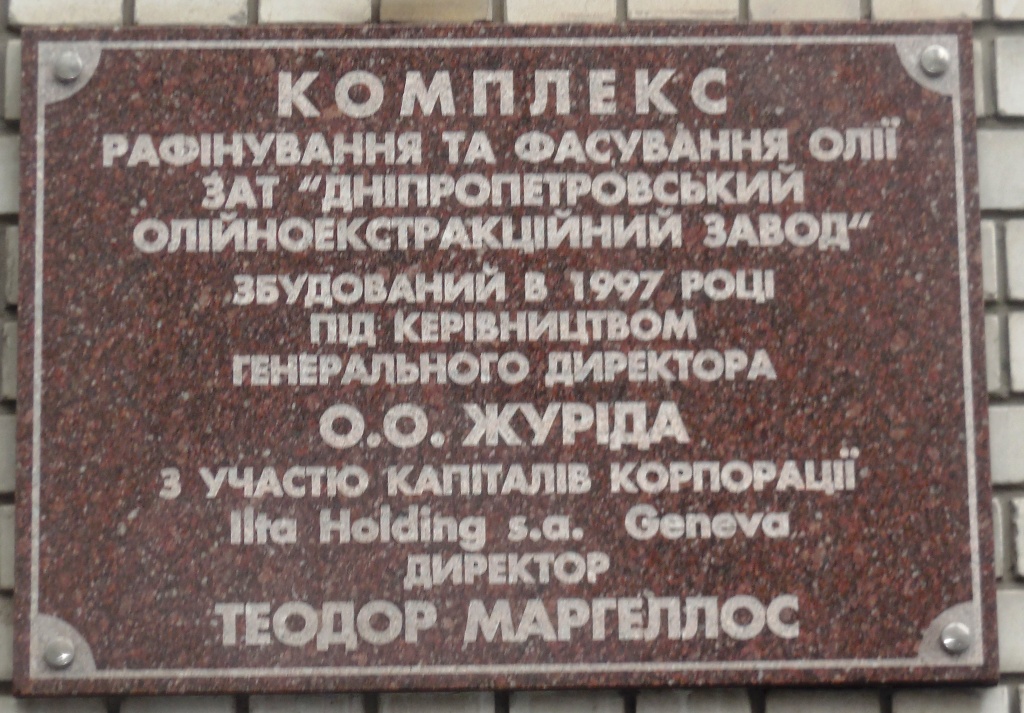 КОМПЛЕКС
РАФІНУВАННЯ ТА ФАСУВАННЯ ОЛІЇ
ЗАТ “ДНІПРОПЕТРОВСЬКИЙ
ОЛІЙНОЕКСТРАКЦІЙНИЙ ЗАВОД“
ЗБУДОВАНИЙ В 1997 РОЦІ
ПІД КЕРІВНИЦТВОМ
ГЕНЕРАЛЬНОГО ДИРЕКТОРА
О.О. ЖУРІДА
З УЧАСТЮ КАПІТАЛІВ КОРПОРАЦІЇ
Ilta Holding s.a. Geneva
ДИРЕКТОР
ТЕОДОР МАРГЕЛЛОС